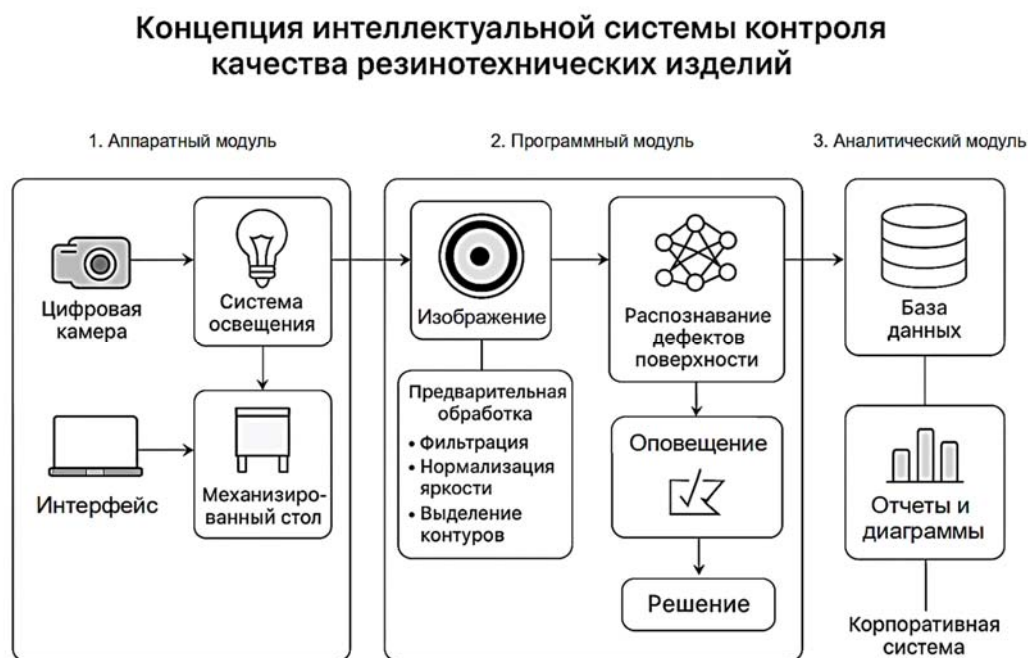 Концепция интеллектуальной системы контроля
качества резинотехнических изделий
1. Аппаратный модуль
2. Программный модуль
3. Аналитический модуль
Цифровая
камера
Система
освещения
Интерфейс
Механизиро-
ванный стол
Изображение
Предварительная
обработка
• Фильтрация
• Нормализация
яркости
• Выделение
контуров
Распознавание
дефектов
поверхности
Оповещение
Решение
База
данных
Отчеты и
диаграммы
Корпоративная
система